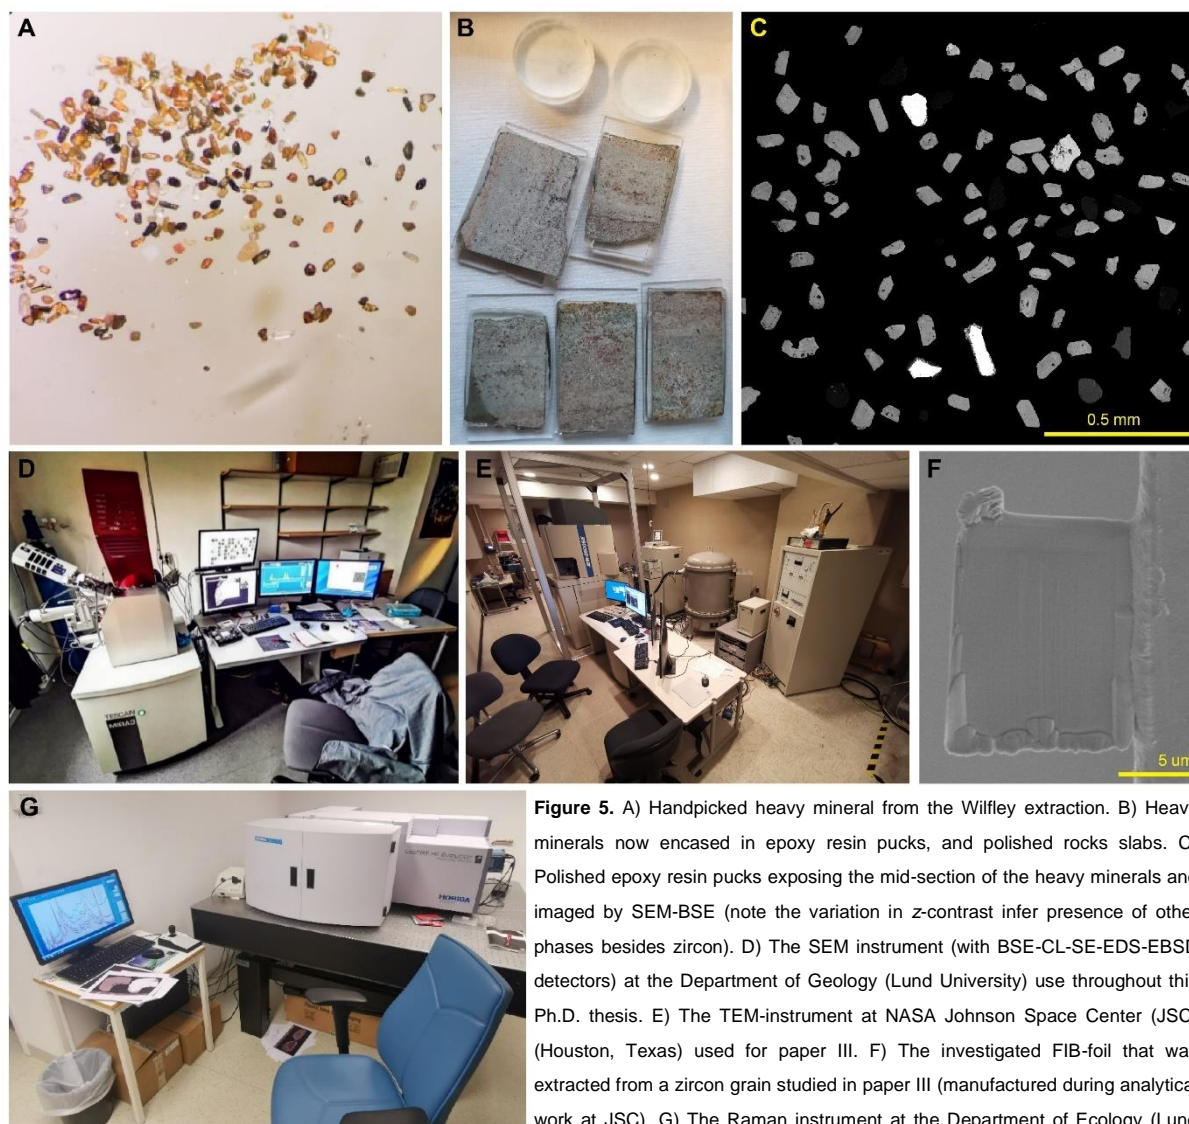 A
B
C
0.5 mm
D
TESCAN
MIRA3
E
F
5 um
G
HORIBA
Figure 5. A) Handpicked heavy mineral from the Wilfley extraction. B) Heav
minerals now encased in epoxy resin pucks, and polished rocks slabs. C
Polished epoxy resin pucks exposing the mid-section of the heavy minerals an
imaged by SEM-BSE (note the variation in z-contrast infer presence of othe
phases besides zircon). D) The SEM instrument (with BSE-CL-SE-EDS-EBSD
detectors) at the Department of Geology (Lund University) use throughout thi
Ph.D. thesis. E) The TEM-instrument at NASA Johnson Space Center (JSC
(Houston, Texas) used for paper III. F) The investigated FIB-foil that wa
extracted from a zircon grain studied in paper III (manufactured during analytica
work at JSC). G) The Raman instrument at the Department of Ecology (Lund